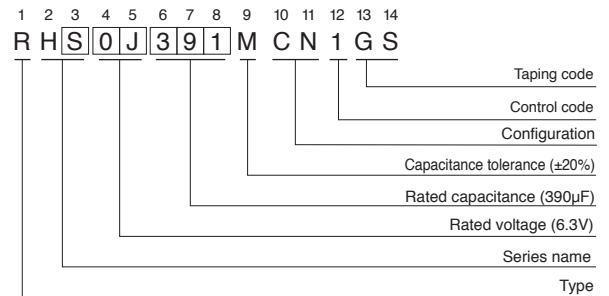 1 2 3 4 5 6 7 8 9 10 11 12 13 14
R H S 0 J 3 9 1 M C N 1 G S
Taping code
Control code
Configuration
Capacitance tolerance (±20%)
Rated capacitance (390μF)
Rated voltage (6.3V)
Series name
Type